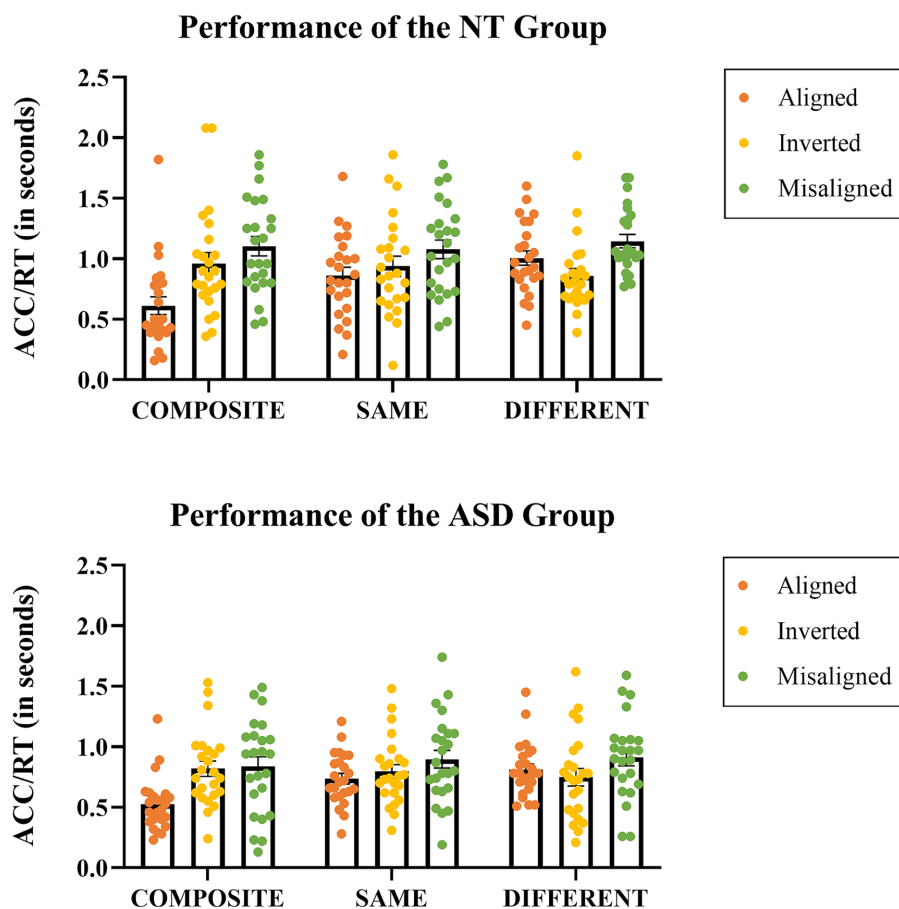 Performance of the NT Group
ACC/RT (in seconds)
2.5
2.0
1.5
1.0
0.5
0.0
COMPOSITE SAME DIFFERENT
Aligned
Inverted
Misaligned
Performance of the ASD Group
ACC/RT (in seconds)
2.5
2.0
1.5
1.0
0.5
0.0
COMPOSITE SAME DIFFERENT
Aligned
Inverted
Misaligned